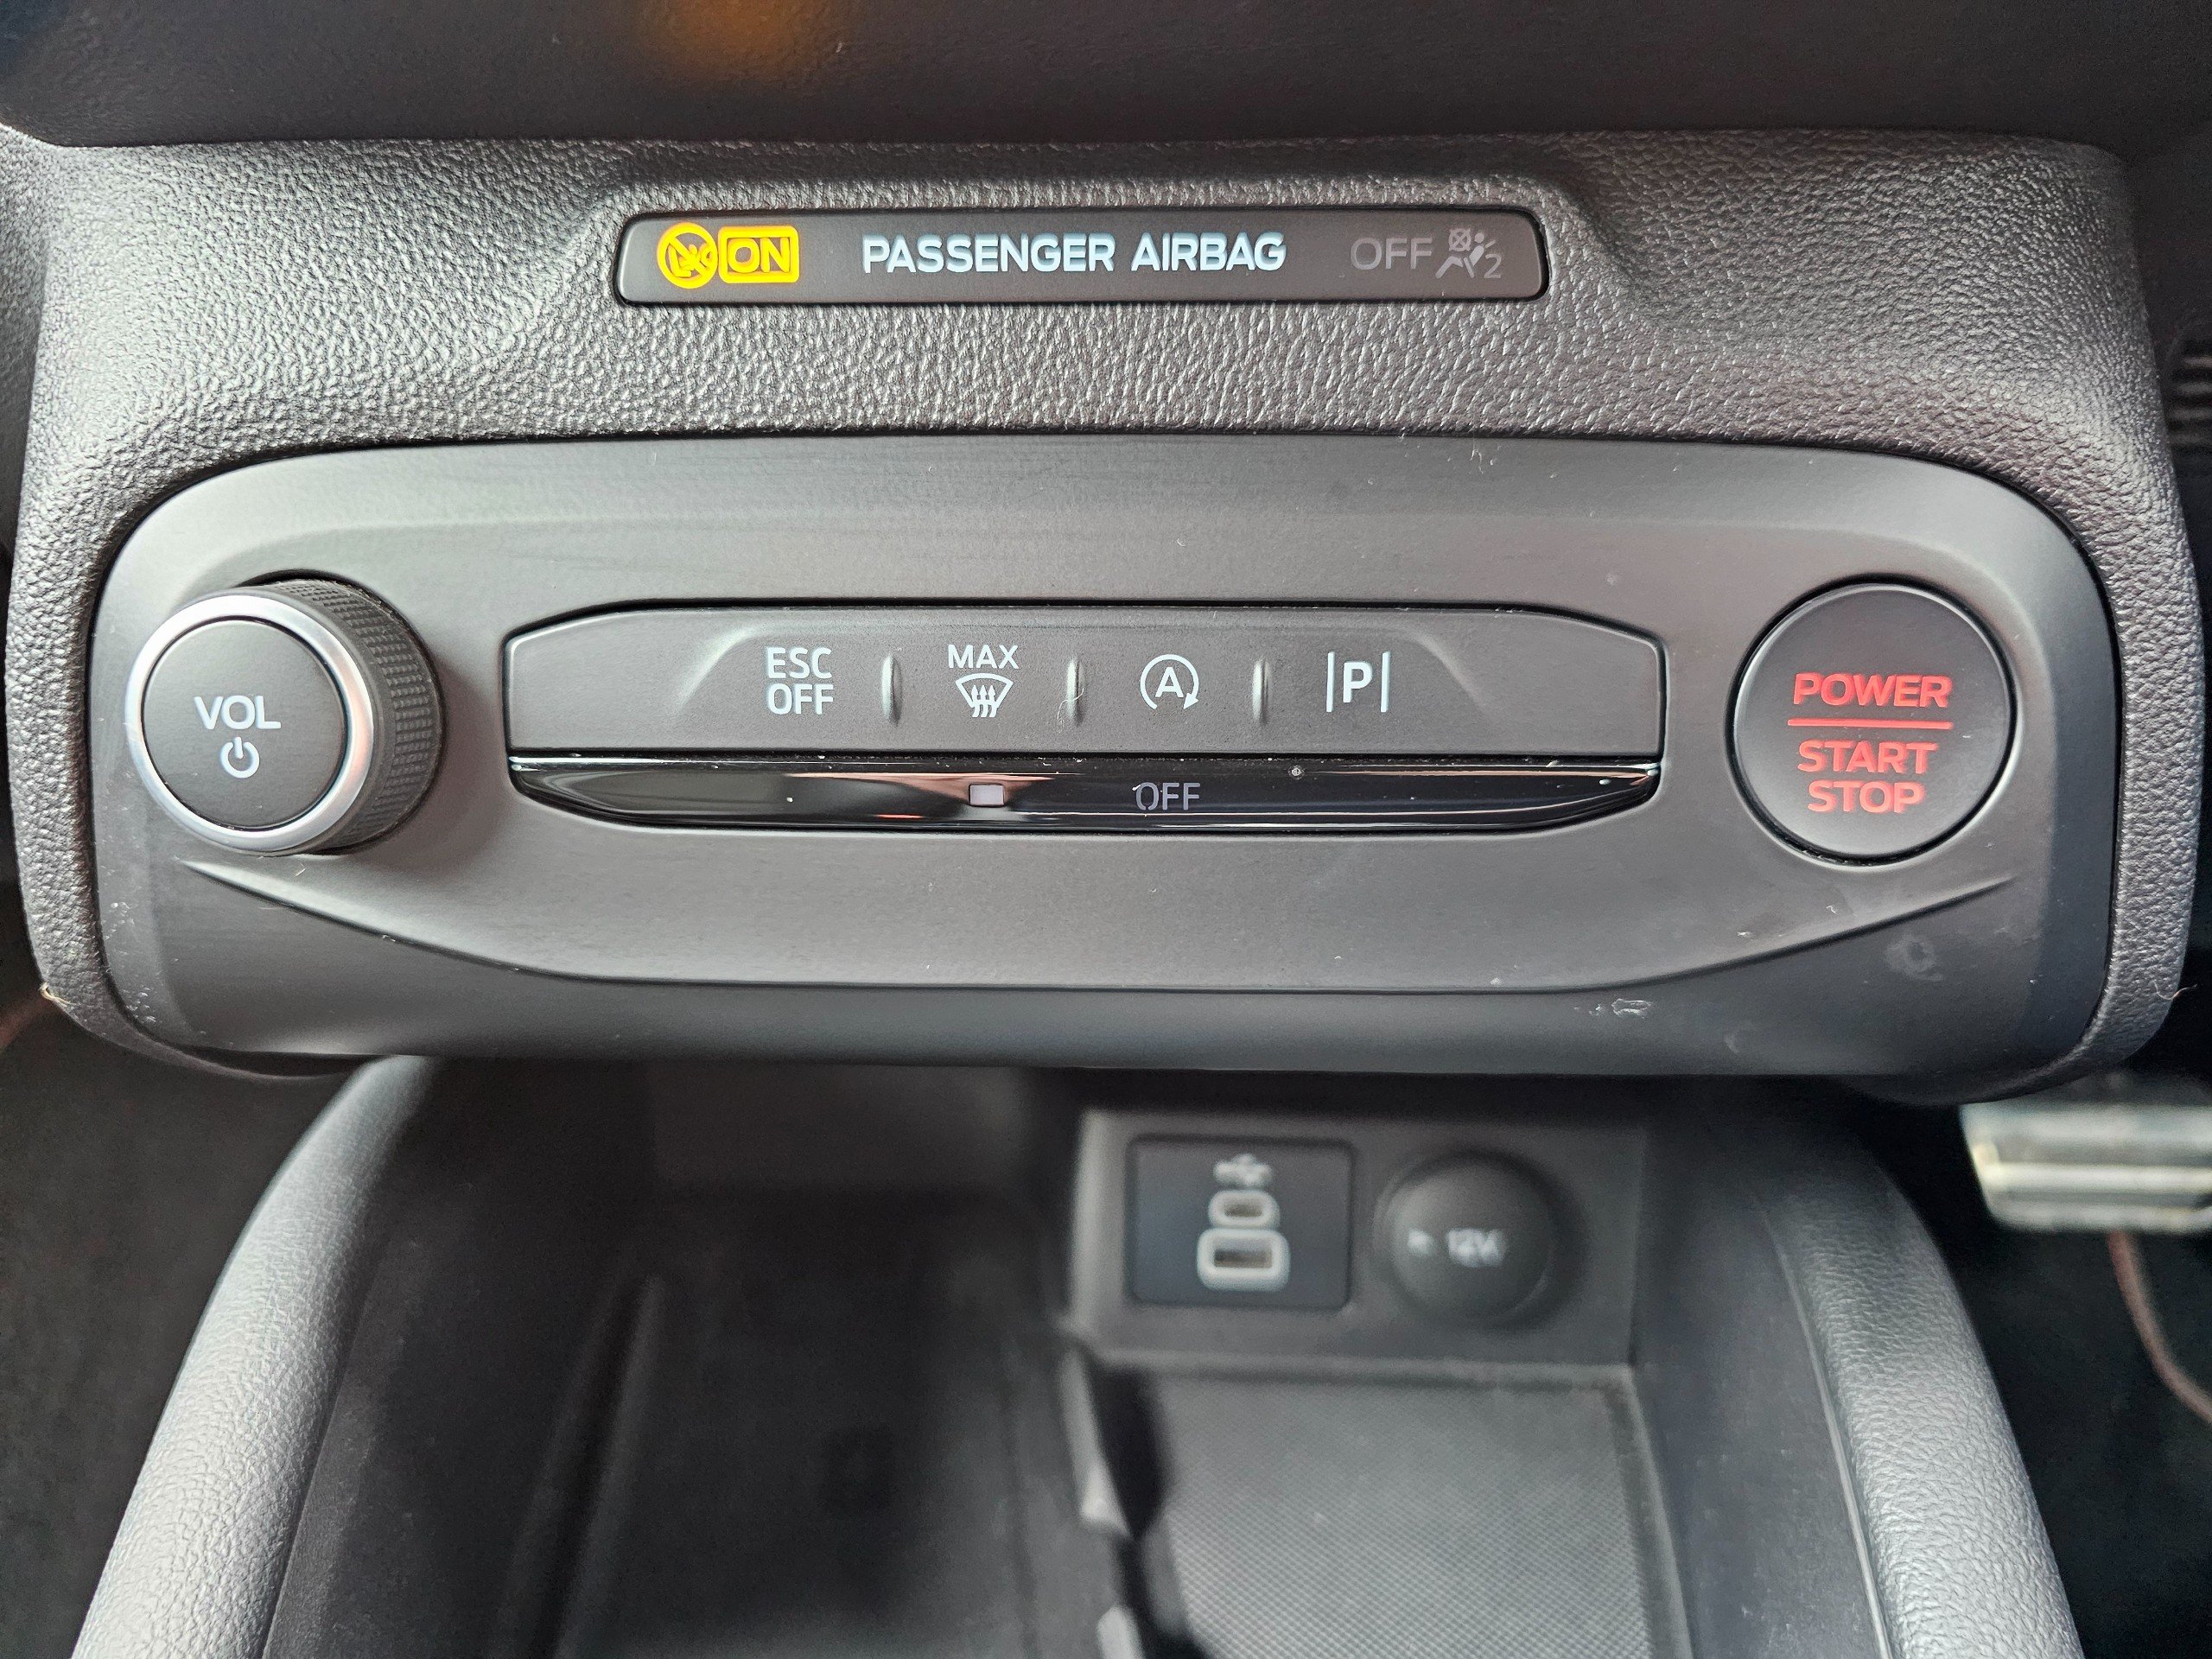 ON PASSENGER AIRBAG OFF 2
VOL
ESC
OFF
MAX
A
P
OFF
POWER
START
STOP
12V